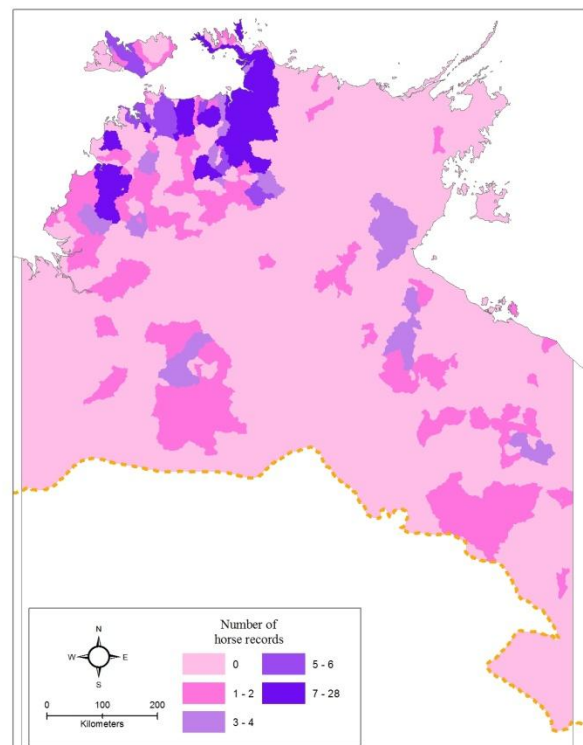 Number of
horse records
0
1 - 2
3 - 4
5 - 6
7 - 28
N
W E
S
0 100 200
Kilometers